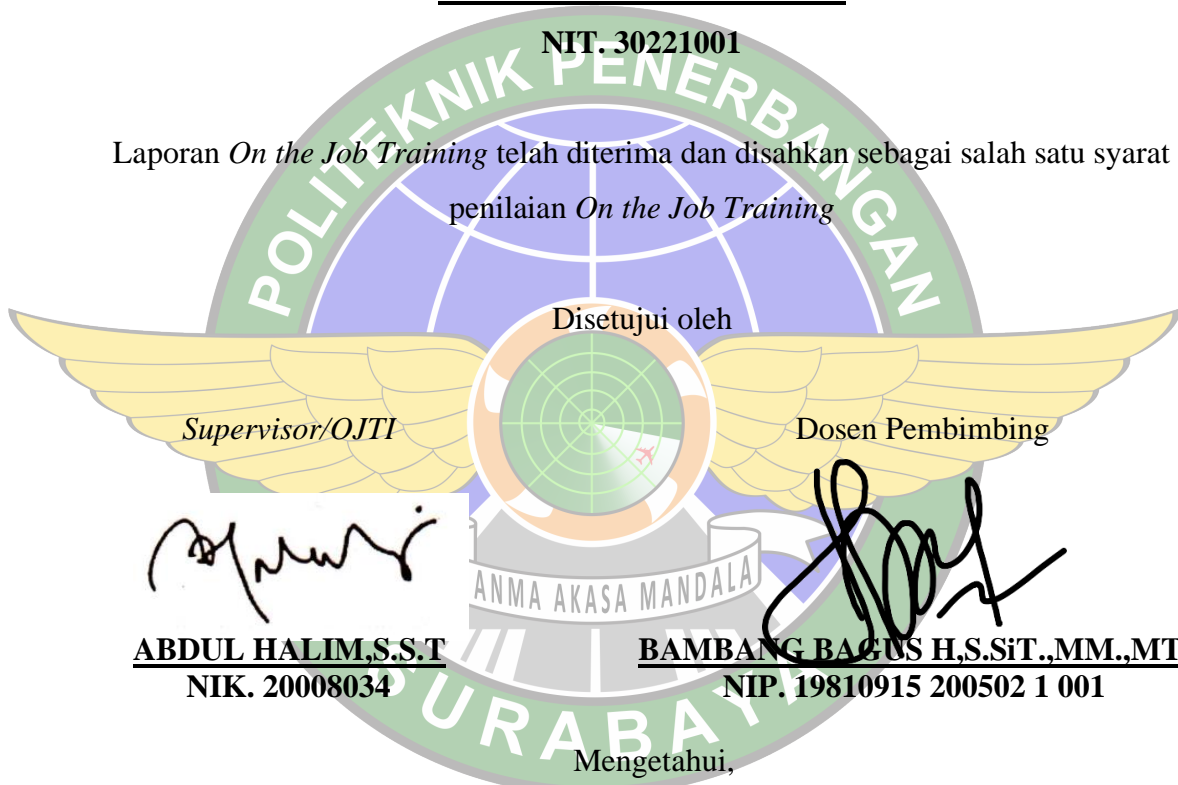 NIT. 30221001
POLITEKNIK PENERBANGAN
Laporan On the Job Training telah diterima dan disahkan sebagai salah satu syarat
penilaian On the Job Training
Disetujui oleh
Supervisor/OJTI
Dosen Pembimbing
ANMA AKASA MANDALA
ABDUL HALIM,S.S.T
NIK. 20008034
BAMBANG BAGUS H,S.SiT.,MM.,MT
NIP. 19810915 200502 1 001
SURABAYA
Mengetahui,